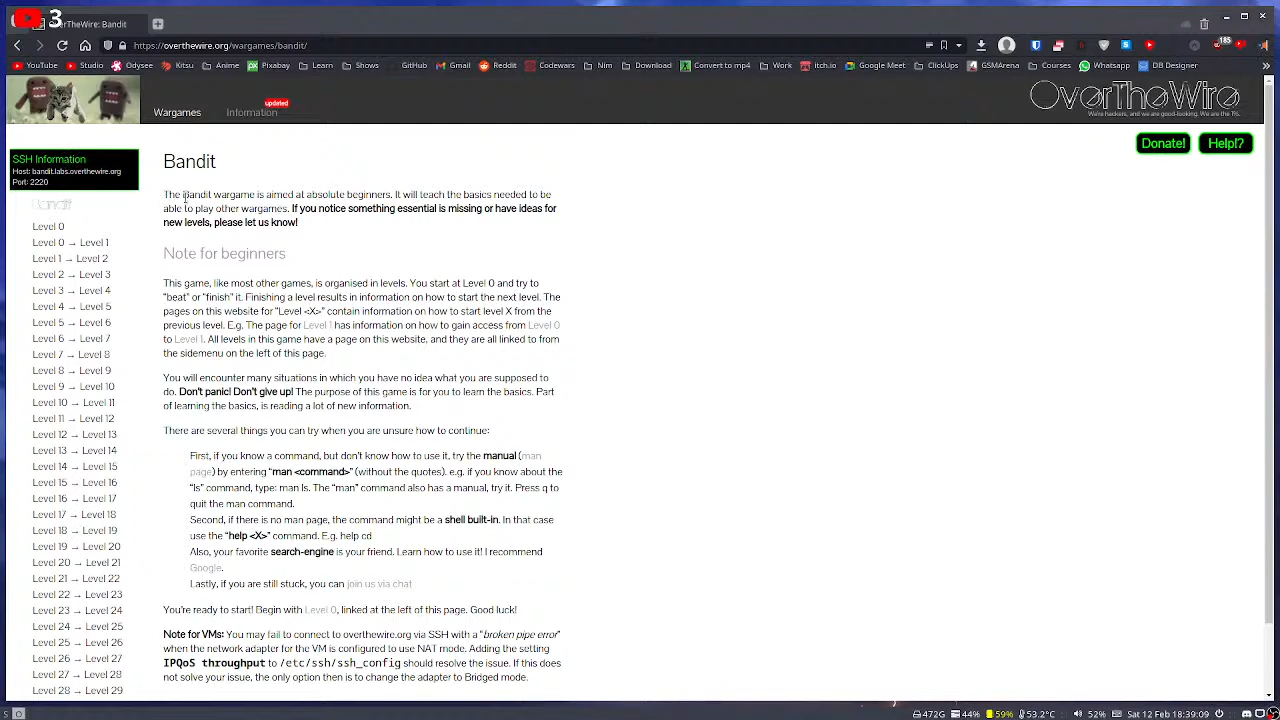 3
OverTheWire: Bandit
https://overthewire.org/wargames/bandit/
185
YouTube Studio Odysee Kitsu Anime Pixabay Learn Shows GitHub Gmail Reddit Codewars Nim Download Convert to mp4 Work itch.io Google Meet ClickUps GSMArena Courses Whatsapp DB Designer
Wargames
Information
updated
OverTheWire
We're hackers, and we are good-looking. We are the 1%.
Donate!
Help!?
SSH Information
Host: bandit.labs.overthewire.org
Port: 2220
Bandit
Level 0
Level 0 → Level 1
Level 1 → Level 2
Level 2 → Level 3
Level 3 → Level 4
Level 4 → Level 5
Level 5 → Level 6
Level 6 → Level 7
Level 7 → Level 8
Level 8 → Level 9
Level 9 → Level 10
Level 10 → Level 11
Level 11 → Level 12
Level 12 → Level 13
Level 13 → Level 14
Level 14 → Level 15
Level 15 → Level 16
Level 16 → Level 17
Level 17 → Level 18
Level 18 → Level 19
Level 19 → Level 20
Level 20 → Level 21
Level 21 → Level 22
Level 22 → Level 23
Level 23 → Level 24
Level 24 → Level 25
Level 25 → Level 26
Level 26 → Level 27
Level 27 → Level 28
Level 28 → Level 29
Bandit
The Bandit wargame is aimed at absolute beginners. It will teach the basics needed to be
able to play other wargames. If you notice something essential is missing or have ideas for
new levels, please let us know!
Note for beginners
This game, like most other games, is organised in levels. You start at Level 0 and try to
"beat" or "finish" it. Finishing a level results in information on how to start the next level. The
pages on this website for "Level <X>" contain information on how to start level X from the
previous level. E.g. The page for Level 1 has information on how to gain access from Level 0
to Level 1. All levels in this game have a page on this website, and they are all linked to from
the sidemenu on the left of this page.
You will encounter many situations in which you have no idea what you are supposed to
do. Don't panic! Don't give up! The purpose of this game is for you to learn the basics. Part
of learning the basics, is reading a lot of new information.
There are several things you can try when you are unsure how to continue:
First, if you know a command, but don't know how to use it, try the manual (man
page) by entering "man <command>" (without the quotes). e.g. if you know about the
"ls" command, type: man ls. The "man" command also has a manual, try it. Press q to
quit the man command.
Second, if there is no man page, the command might be a shell built-in. In that case
use the "help <X>" command. E.g. help cd
Also, your favorite search-engine is your friend. Learn how to use it! I recommend
Google.
Lastly, if you are still stuck, you can join us via chat
You're ready to start! Begin with Level 0, linked at the left of this page. Good luck!
Note for VMs: You may fail to connect to overthewire.org via SSH with a "broken pipe error"
when the network adapter for the VM is configured to use NAT mode. Adding the setting
IPQoS throughput to /etc/ssh/ssh_config should resolve the issue. If this does
not solve your issue, the only option then is to change the adapter to Bridged mode.
472G 44% 59% 53.2°C 52% Sat 12 Feb 18:39:09